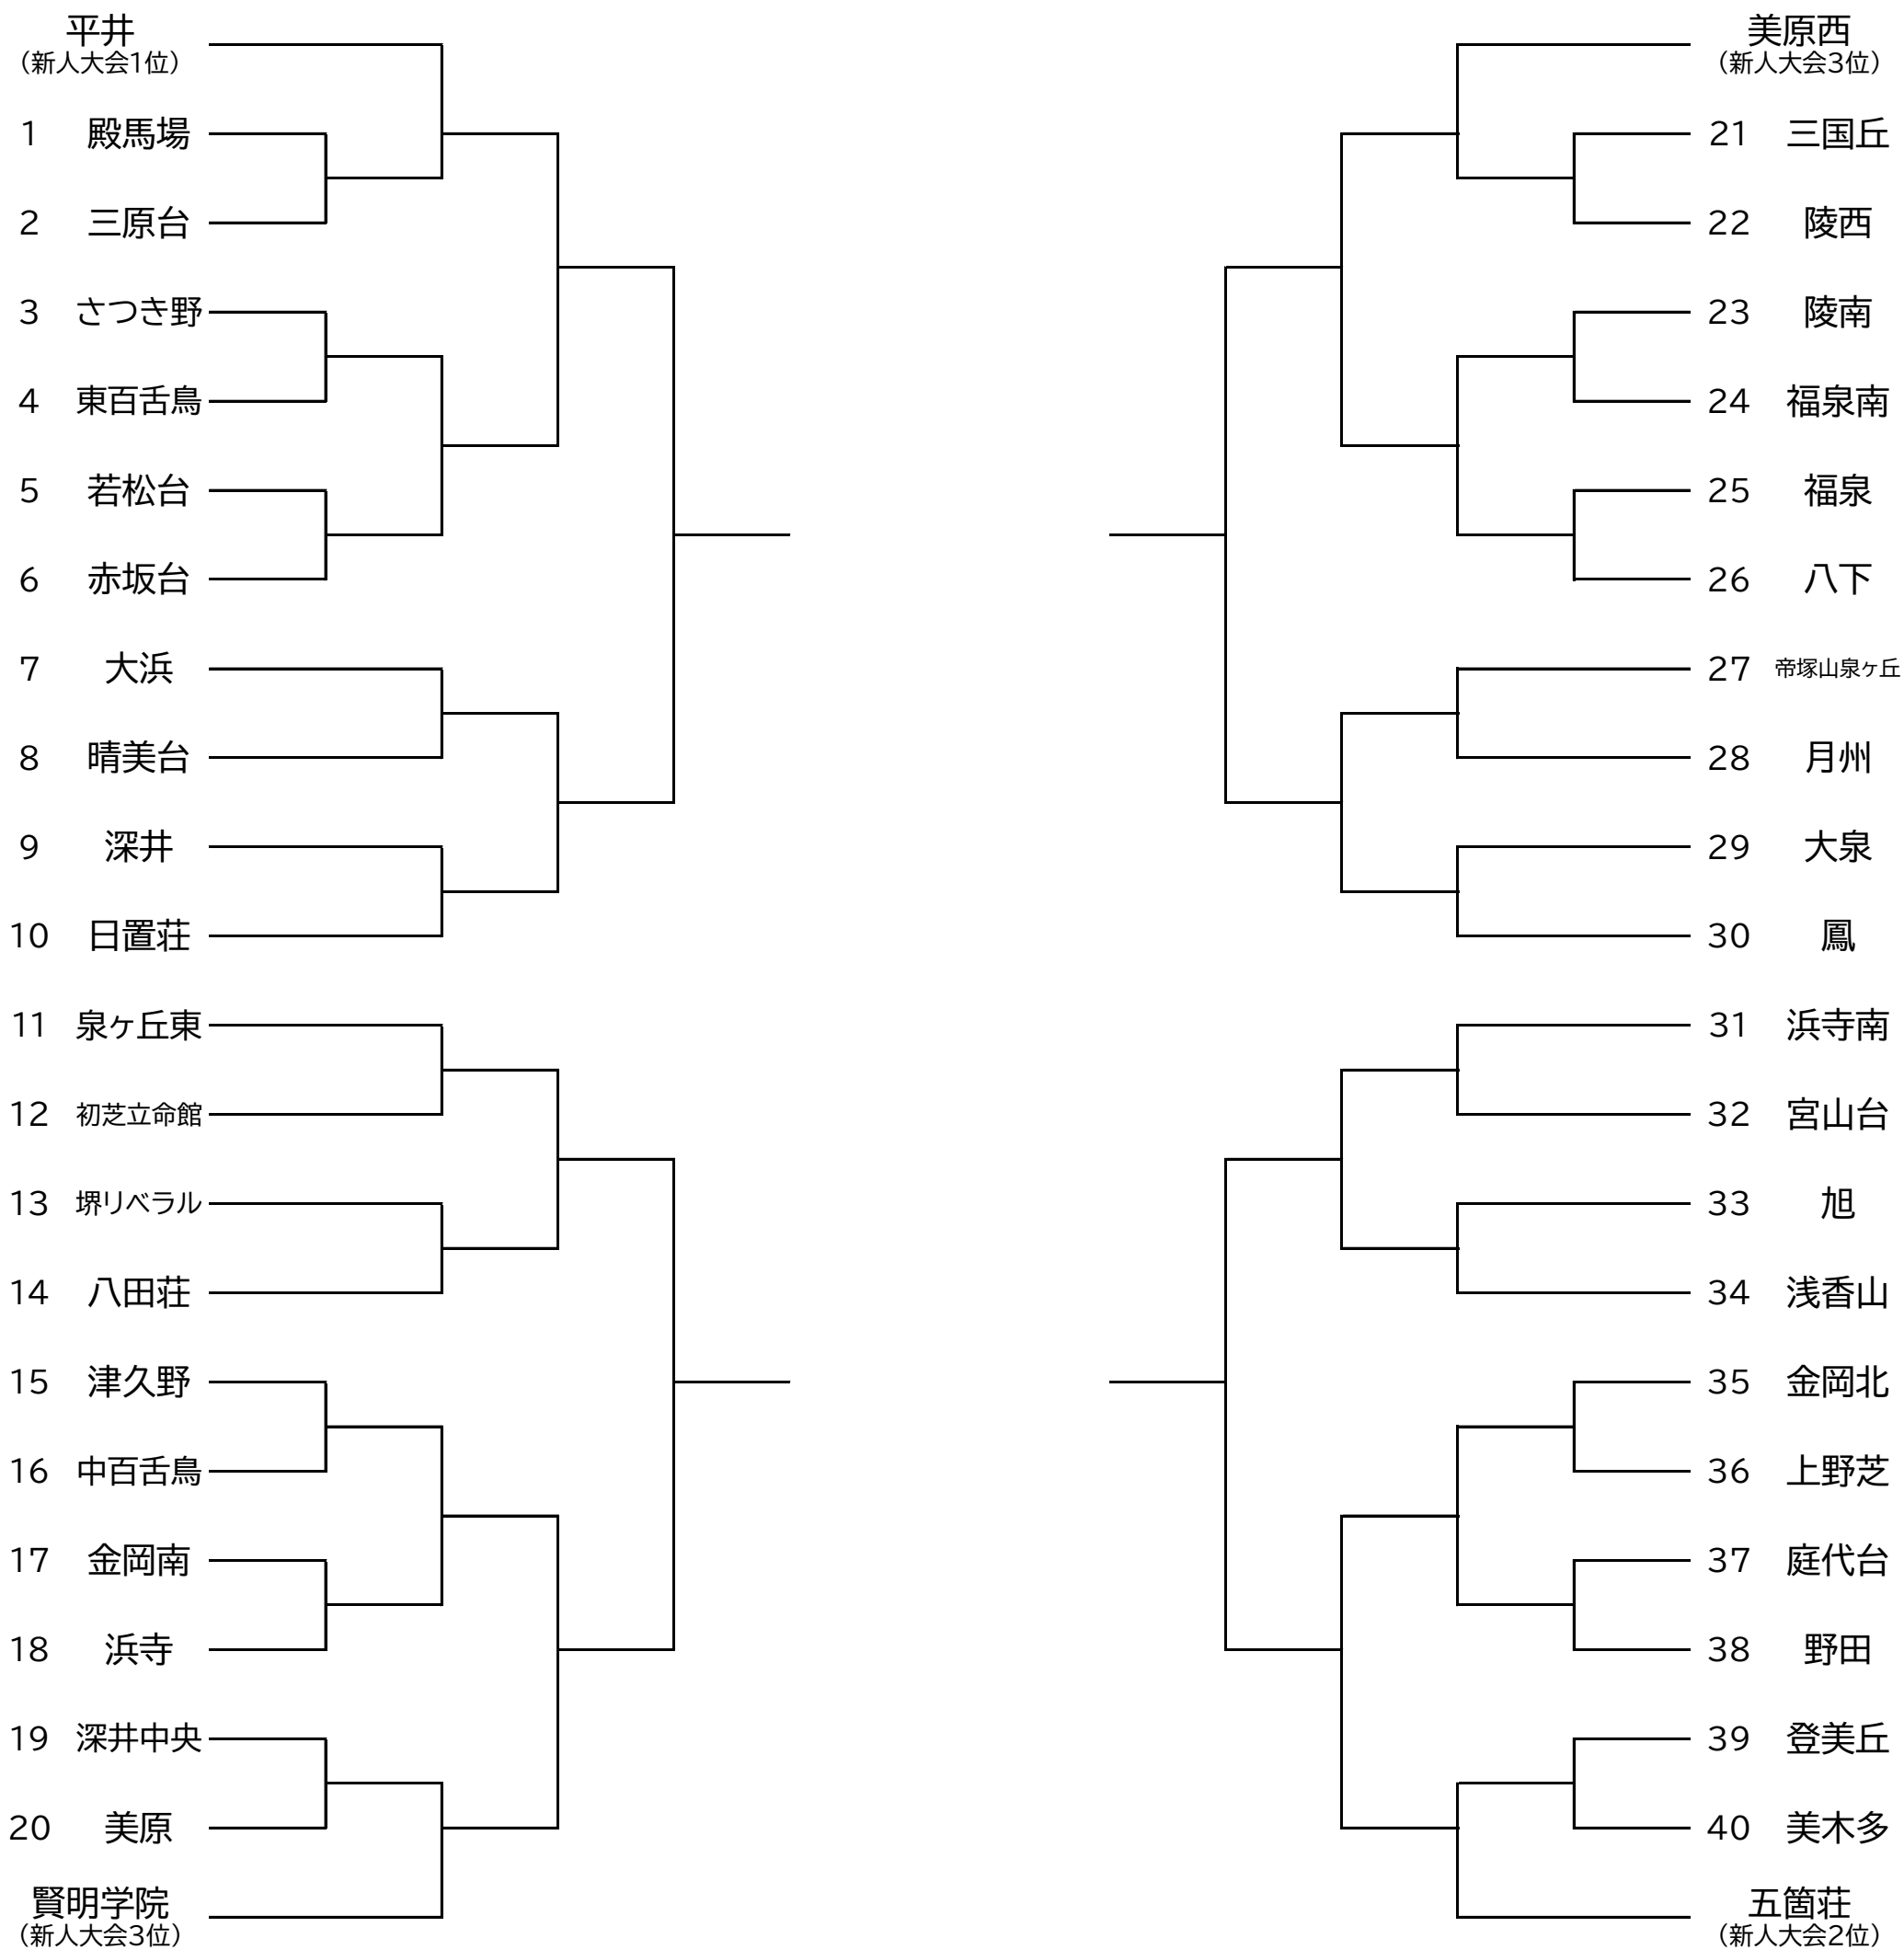 平井
（新人大会1位）
1 殿馬場
2 三原台
3 さつき野
4 東百舌鳥
5 若松台
6 赤坂台
7 大浜
8 晴美台
9 深井
10 日置荘
11 泉ヶ丘東
12 初芝立命館
13 堺リベラル
14 八田荘
15 津久野
16 中百舌鳥
17 金岡南
18 浜寺
19 深井中央
20 美原
賢明学院
（新人大会3位）
美原西
（新人大会3位）
21 三国丘
22 陵西
23 陵南
24 福泉南
25 福泉
26 八下
27 帝塚山泉ヶ丘
28 月州
29 大泉
30 鳳
31 浜寺南
32 宮山台
33 旭
34 浅香山
35 金岡北
36 上野芝
37 庭代台
38 野田
39 登美丘
40 美木多
五箇荘
（新人大会2位）